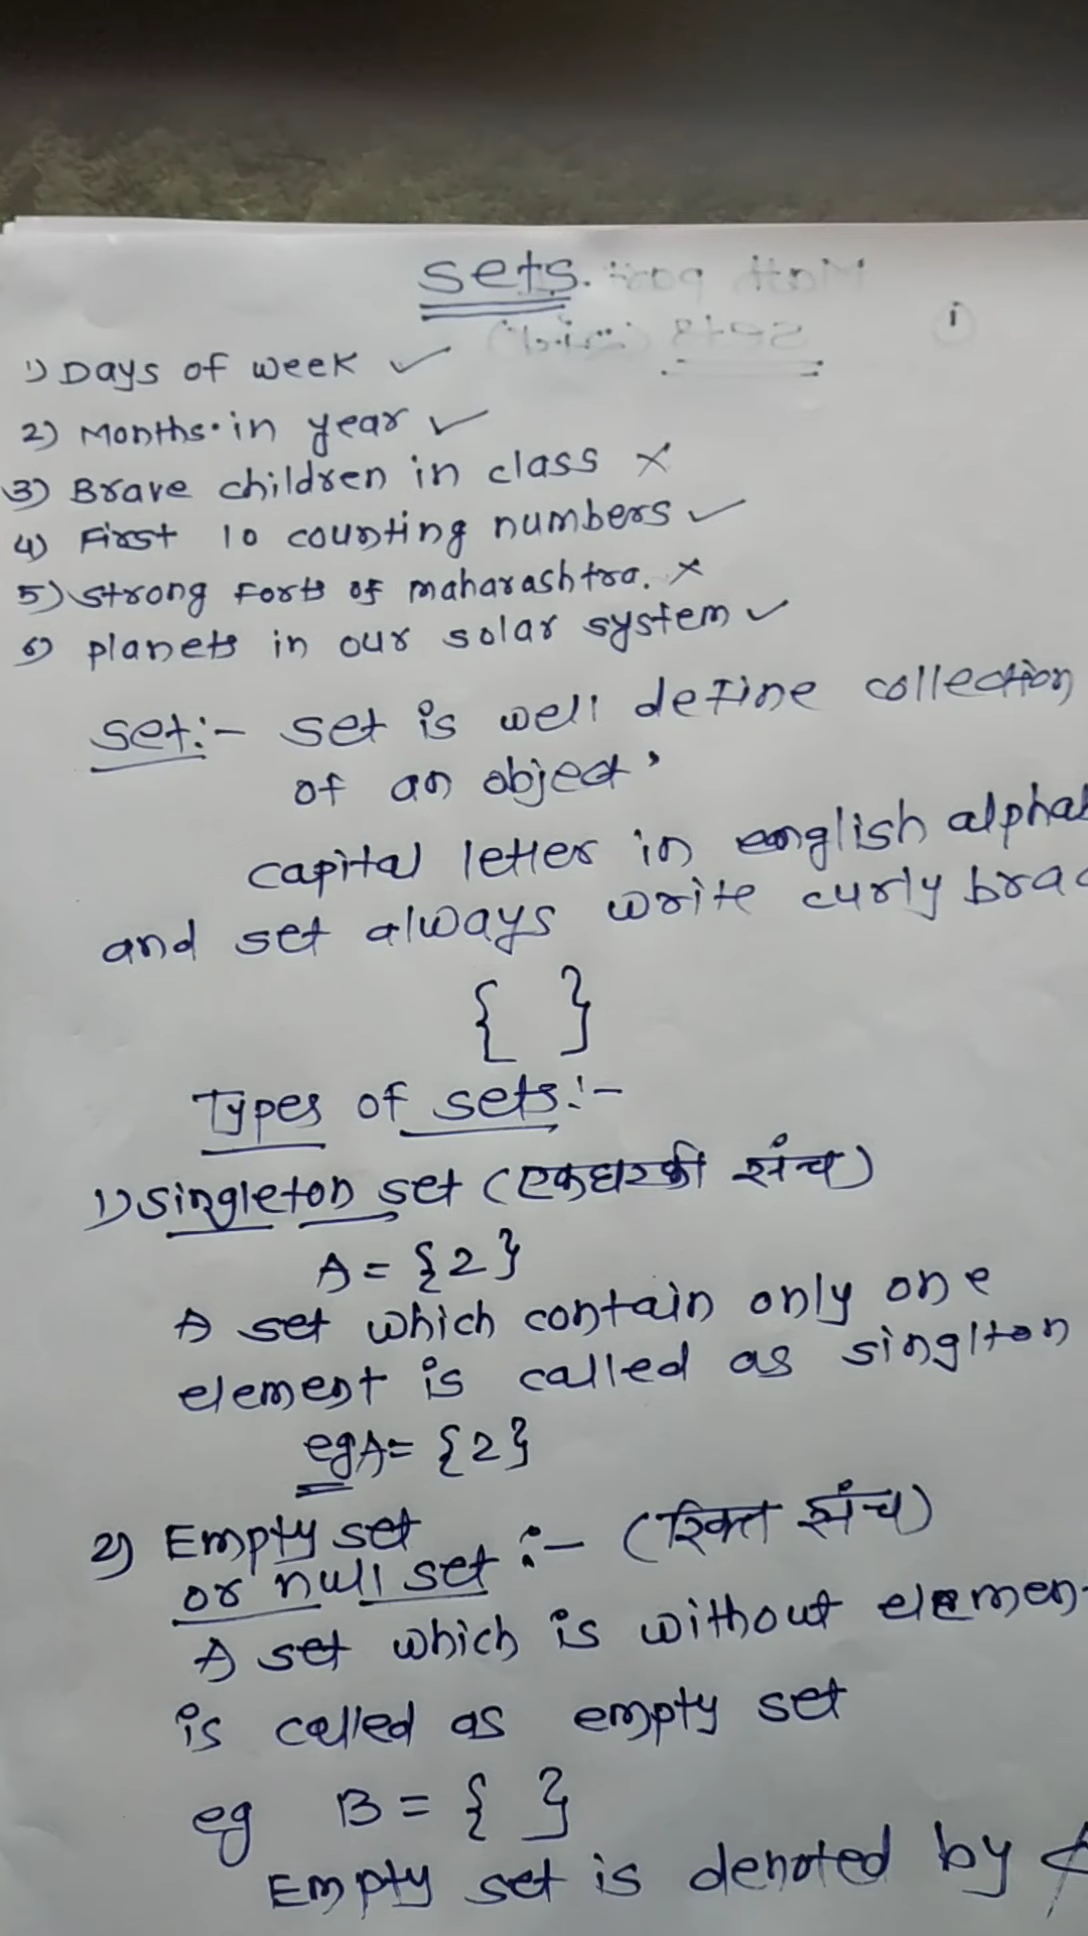 sets.
1
1) Days of week ✓
2) Months in year ✓
3) Brave children in class ×
4) First 10 counting numbers ✓
5) strong Forts of maharashtra. ×
6) planets in our solar system ✓
set:- set is well define collection
of an object
capital letter in english alphab
and set always write curly brac
{ }
Types of sets:-
1) singleton set (एकघटकी संच)
A = {2}
A set which contain only one
element is called as singlton
eg A = {2}
2) Empty set
or null set :- (रिक्त संच)
A set which is without elemen
is called as empty set
eg B = { }
Empty set is denoted by